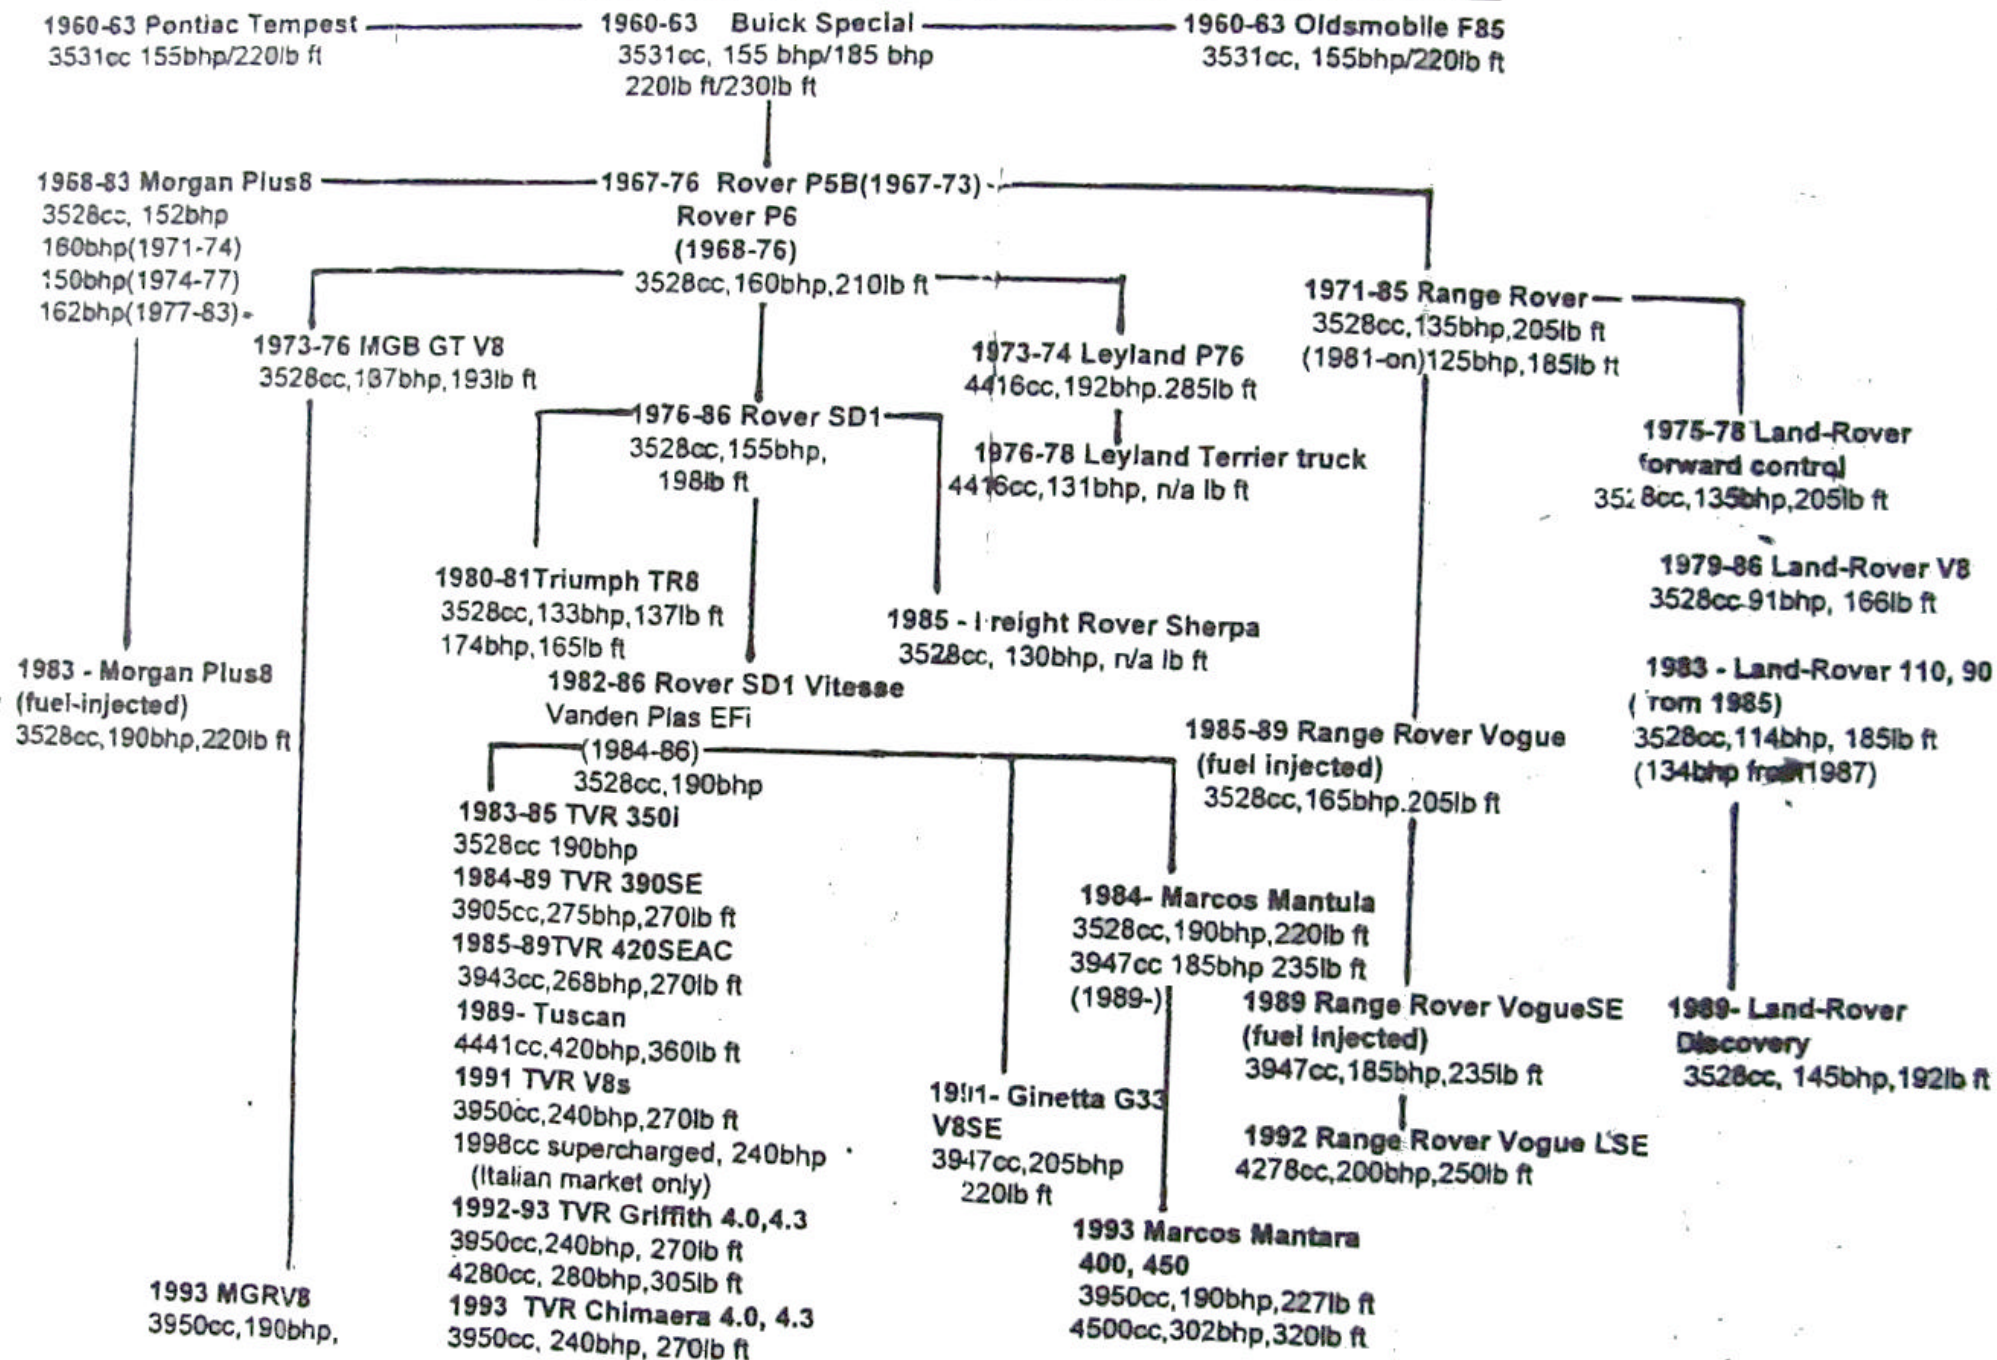 1960-63 Pontiac Tempest
3531cc 155bhp/220lb ft
1960-63 Buick Special
3531cc, 155 bhp/185 bhp
220lb ft/230lb ft
1960-63 Oldsmobile F85
3531cc, 155bhp/220lb ft
1968-83 Morgan Plus8
3528cc, 152bhp
160bhp(1971-74)
150bhp(1974-77)
162bhp(1977-83)
1967-76 Rover P5B(1967-73)
Rover P6
(1968-76)
3528cc,160bhp,210lb ft
1971-85 Range Rover
3528cc,135bhp,205lb ft
(1981-on)125bhp,185lb ft
1973-76 MGB GT V8
3528cc,137bhp,193lb ft
1973-74 Leyland P76
4416cc,192bhp.285lb ft
1976-86 Rover SD1
3528cc,155bhp,
198lb ft
1976-78 Leyland Terrier truck
4416cc,131bhp, n/a lb ft
1975-78 Land-Rover
forward control
3528cc,135bhp,205lb ft
1979-86 Land-Rover V8
3528cc 91bhp, 166lb ft
1980-81Triumph TR8
3528cc,133bhp,137lb ft
174bhp,165lb ft
1985 - Freight Rover Sherpa
3528cc, 130bhp, n/a lb ft
1983 - Morgan Plus8
(fuel-injected)
3528cc,190bhp,220lb ft
1982-86 Rover SD1 Vitesse
Vanden Plas EFi
(1984-86)
3528cc,190bhp
1983 - Land-Rover 110, 90
(from 1985)
3528cc,114bhp, 185lb ft
(134bhp from 1987)
1985-89 Range Rover Vogue
(fuel injected)
3528cc,165bhp.205lb ft
1983-85 TVR 350i
3528cc 190bhp
1984-89 TVR 390SE
3905cc,275bhp,270lb ft
1985-89TVR 420SEAC
3943cc,268bhp,270lb ft
1989- Tuscan
4441cc,420bhp,360lb ft
1991 TVR V8s
3950cc,240bhp,270lb ft
1998cc supercharged, 240bhp
(Italian market only)
1992-93 TVR Griffith 4.0,4.3
3950cc,240bhp, 270lb ft
4280cc, 280bhp,305lb ft
1993 TVR Chimaera 4.0, 4.3
3950cc, 240bhp, 270lb ft
1984- Marcos Mantula
3528cc,190bhp,220lb ft
3947cc 185bhp 235lb ft
(1989-)
1989 Range Rover VogueSE
(fuel injected)
3947cc,185bhp,235lb ft
1989- Land-Rover
Discovery
3528cc, 145bhp,192lb ft
1991- Ginetta G33
V8SE
3947cc,205bhp
220lb ft
1992 Range Rover Vogue LSE
4278cc,200bhp,250lb ft
1993 Marcos Mantara
400, 450
3950cc,190bhp,227lb ft
4500cc,302bhp,320lb ft
1993 MGRV8
3950cc,190bhp,